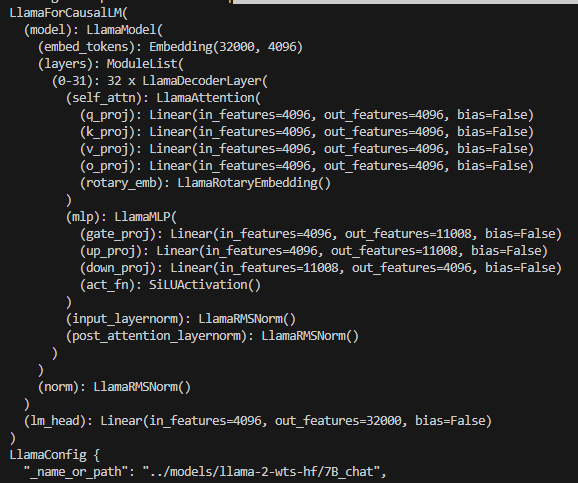 LlamaForCausalLM(
  (model): LlamaModel(
    (embed_tokens): Embedding(32000, 4096)
    (layers): ModuleList(
      (0-31): 32 x LlamaDecoderLayer(
        (self_attn): LlamaAttention(
          (q_proj): Linear(in_features=4096, out_features=4096, bias=False)
          (k_proj): Linear(in_features=4096, out_features=4096, bias=False)
          (v_proj): Linear(in_features=4096, out_features=4096, bias=False)
          (o_proj): Linear(in_features=4096, out_features=4096, bias=False)
          (rotary_emb): LlamaRotaryEmbedding()
        )
        (mlp): LlamaMLP(
          (gate_proj): Linear(in_features=4096, out_features=11008, bias=False)
          (up_proj): Linear(in_features=4096, out_features=11008, bias=False)
          (down_proj): Linear(in_features=11008, out_features=4096, bias=False)
          (act_fn): SiLUActivation()
        )
        (input_layernorm): LlamaRMSNorm()
        (post_attention_layernorm): LlamaRMSNorm()
      )
    )
    (norm): LlamaRMSNorm()
  )
  (lm_head): Linear(in_features=4096, out_features=32000, bias=False)
)
LlamaConfig {
  "_name_or_path": "../models/llama-2-wts-hf/7B_chat",